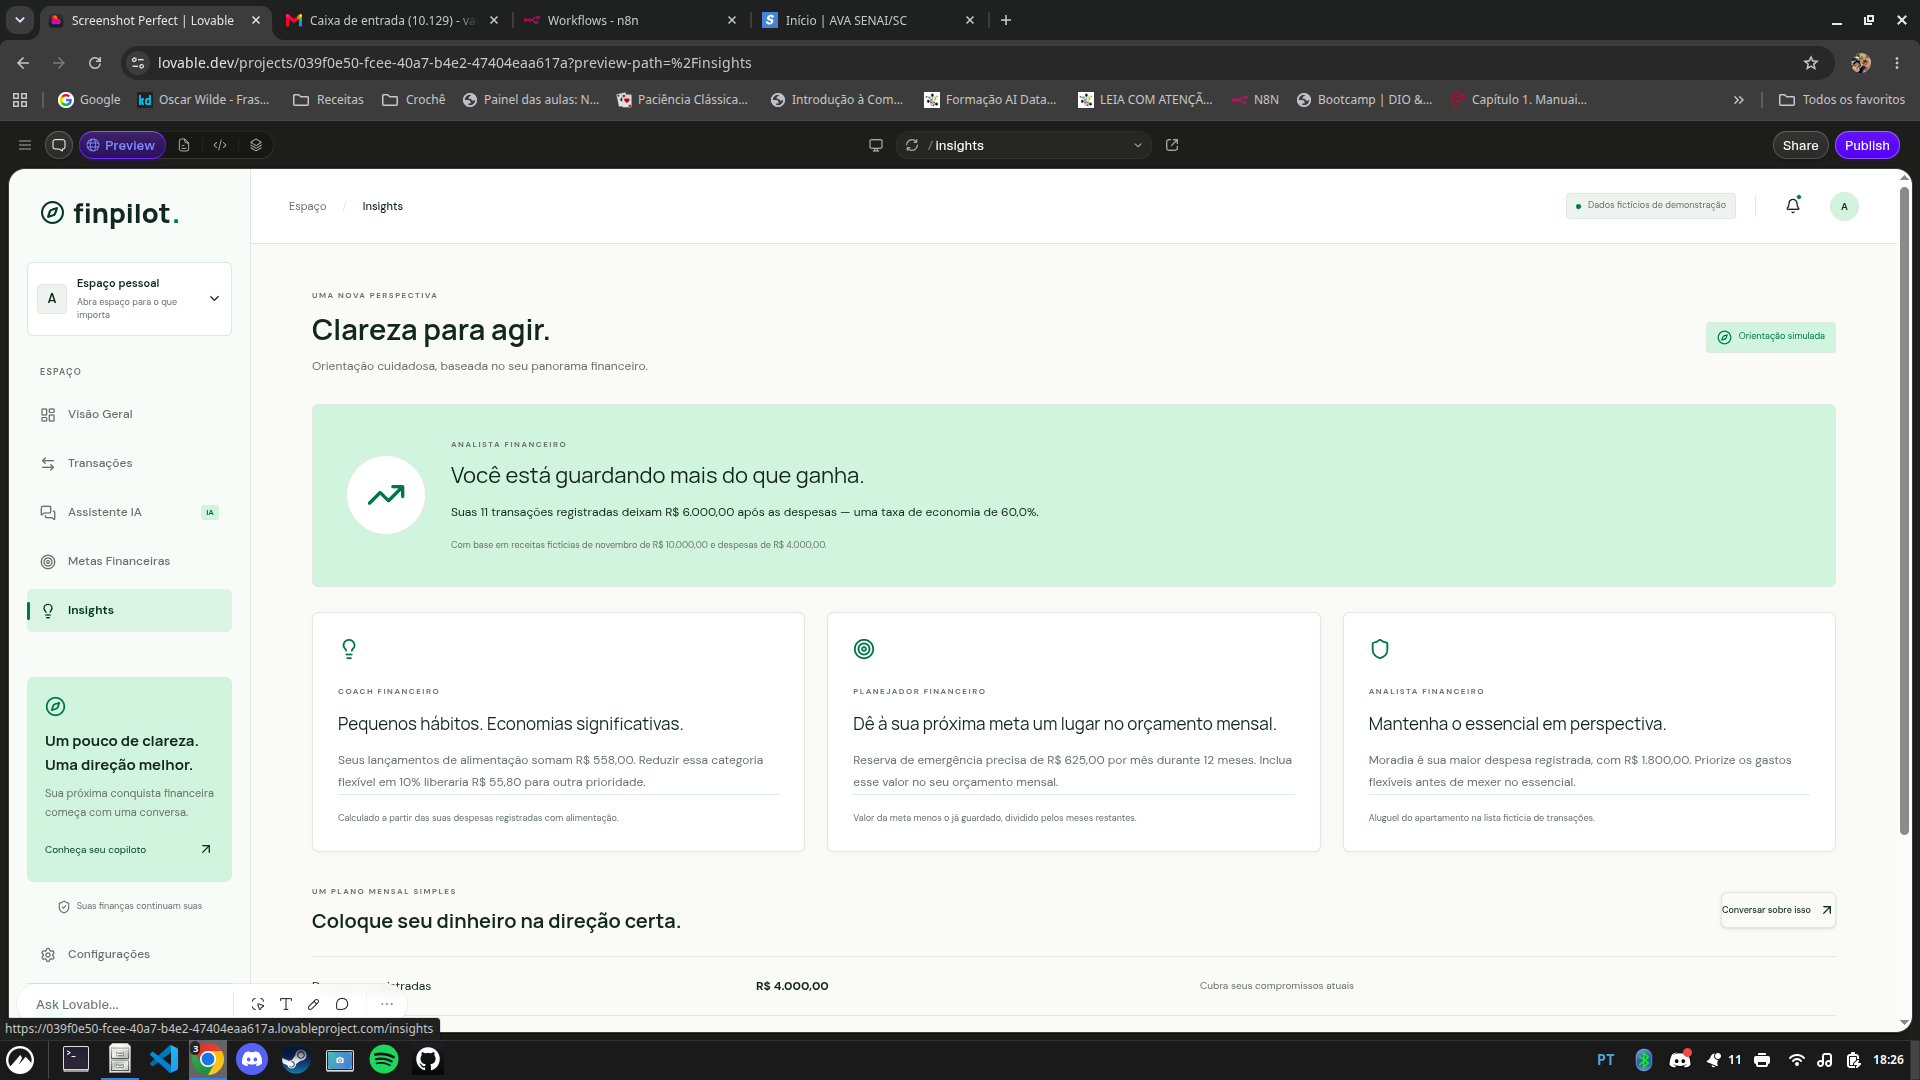 Screenshot Perfect | Lovable
Caixa de entrada (10.129) - va
Workflows - n8n
Início | AVA SENAI/SC
lovable.dev/projects/039f0e50-fcee-40a7-b4e2-47404eaa617a?preview-path=%2Finsights
Google
Oscar Wilde - Fras...
Receitas
Crochê
Painel das aulas: N...
Paciência Clássica...
Introdução à Com...
Formação AI Data...
LEIA COM ATENÇÃ...
N8N
Bootcamp | DIO &...
Capítulo 1. Manuai...
Todos os favoritos
Preview
/ insights
Share
Publish
finpilot.
Espaço / Insights
Dados fictícios de demonstração
A
A
Espaço pessoal
Abra espaço para o que
importa
ESPAÇO
Visão Geral
Transações
Assistente IA
IA
Metas Financeiras
Insights
Um pouco de clareza.
Uma direção melhor.
Sua próxima conquista financeira
começa com uma conversa.
Conheça seu copiloto
Suas finanças continuam suas
Configurações
UMA NOVA PERSPECTIVA
Clareza para agir.
Orientação cuidadosa, baseada no seu panorama financeiro.
Orientação simulada
ANALISTA FINANCEIRO
Você está guardando mais do que ganha.
Suas 11 transações registradas deixam R$ 6.000,00 após as despesas — uma taxa de economia de 60,0%.
Com base em receitas fictícias de novembro de R$ 10.000,00 e despesas de R$ 4.000,00.
COACH FINANCEIRO
Pequenos hábitos. Economias significativas.
Seus lançamentos de alimentação somam R$ 558,00. Reduzir essa categoria
flexível em 10% liberaria R$ 55,80 para outra prioridade.
Calculado a partir das suas despesas registradas com alimentação.
PLANEJADOR FINANCEIRO
Dê à sua próxima meta um lugar no orçamento mensal.
Reserva de emergência precisa de R$ 625,00 por mês durante 12 meses. Inclua
esse valor no seu orçamento mensal.
Valor da meta menos o já guardado, dividido pelos meses restantes.
ANALISTA FINANCEIRO
Mantenha o essencial em perspectiva.
Moradia é sua maior despesa registrada, com R$ 1.800,00. Priorize os gastos
flexíveis antes de mexer no essencial.
Aluguel do apartamento na lista fictícia de transações.
UM PLANO MENSAL SIMPLES
Coloque seu dinheiro na direção certa.
Conversar sobre isso
R$ 4.000,00
Cubra seus compromissos atuais
Ask Lovable...
https://039f0e50-fcee-40a7-b4e2-47404eaa617a.lovableproject.com/insights
3
PT
11
18:26